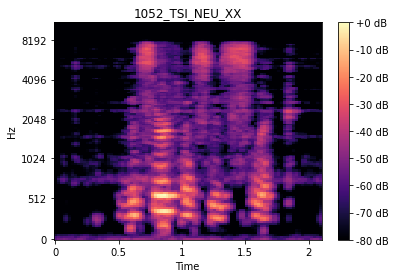 1052_TSI_NEU_XX
+0 dB
8192
-10 dB
4096
-20 dB
-30 dB
2048
Hz
-40 dB
1024
-50 dB
512
-60 dB
-70 dB
0
-80 dB
0 0.5 1 1.5 2
Time